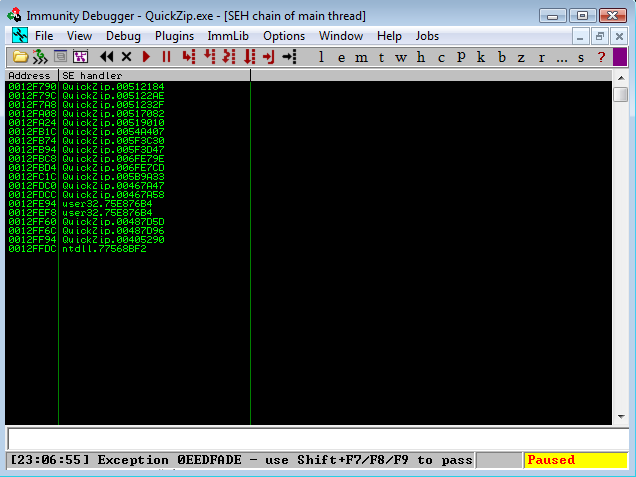 Immunity Debugger - QuickZip.exe - [SEH chain of main thread]
File View Debug Plugins ImmLib Options Window Help Jobs
l e m t w h c p k b z r ... s ?
Address SE handler
0012F790 QuickZip.00512184
0012F79C QuickZip.005122AE
0012F7A8 QuickZip.0051232F
0012FA08 QuickZip.00517082
0012FA24 QuickZip.00519010
0012FB1C QuickZip.0054A407
0012FB74 QuickZip.005F3C30
0012FB94 QuickZip.005F3D47
0012FBC8 QuickZip.006FE79E
0012FBD4 QuickZip.006FE7CD
0012FC1C QuickZip.005B9A33
0012FDC0 QuickZip.00467A47
0012FDCC QuickZip.00467A58
0012FE94 user32.75E876B4
0012FEF8 user32.75E876B4
0012FF60 QuickZip.00487D5D
0012FF6C QuickZip.00487D96
0012FF94 QuickZip.00405290
0012FFDC ntdll.77568BF2
[23:06:55] Exception 0EEDFADE - use Shift+F7/F8/F9 to pass
Paused